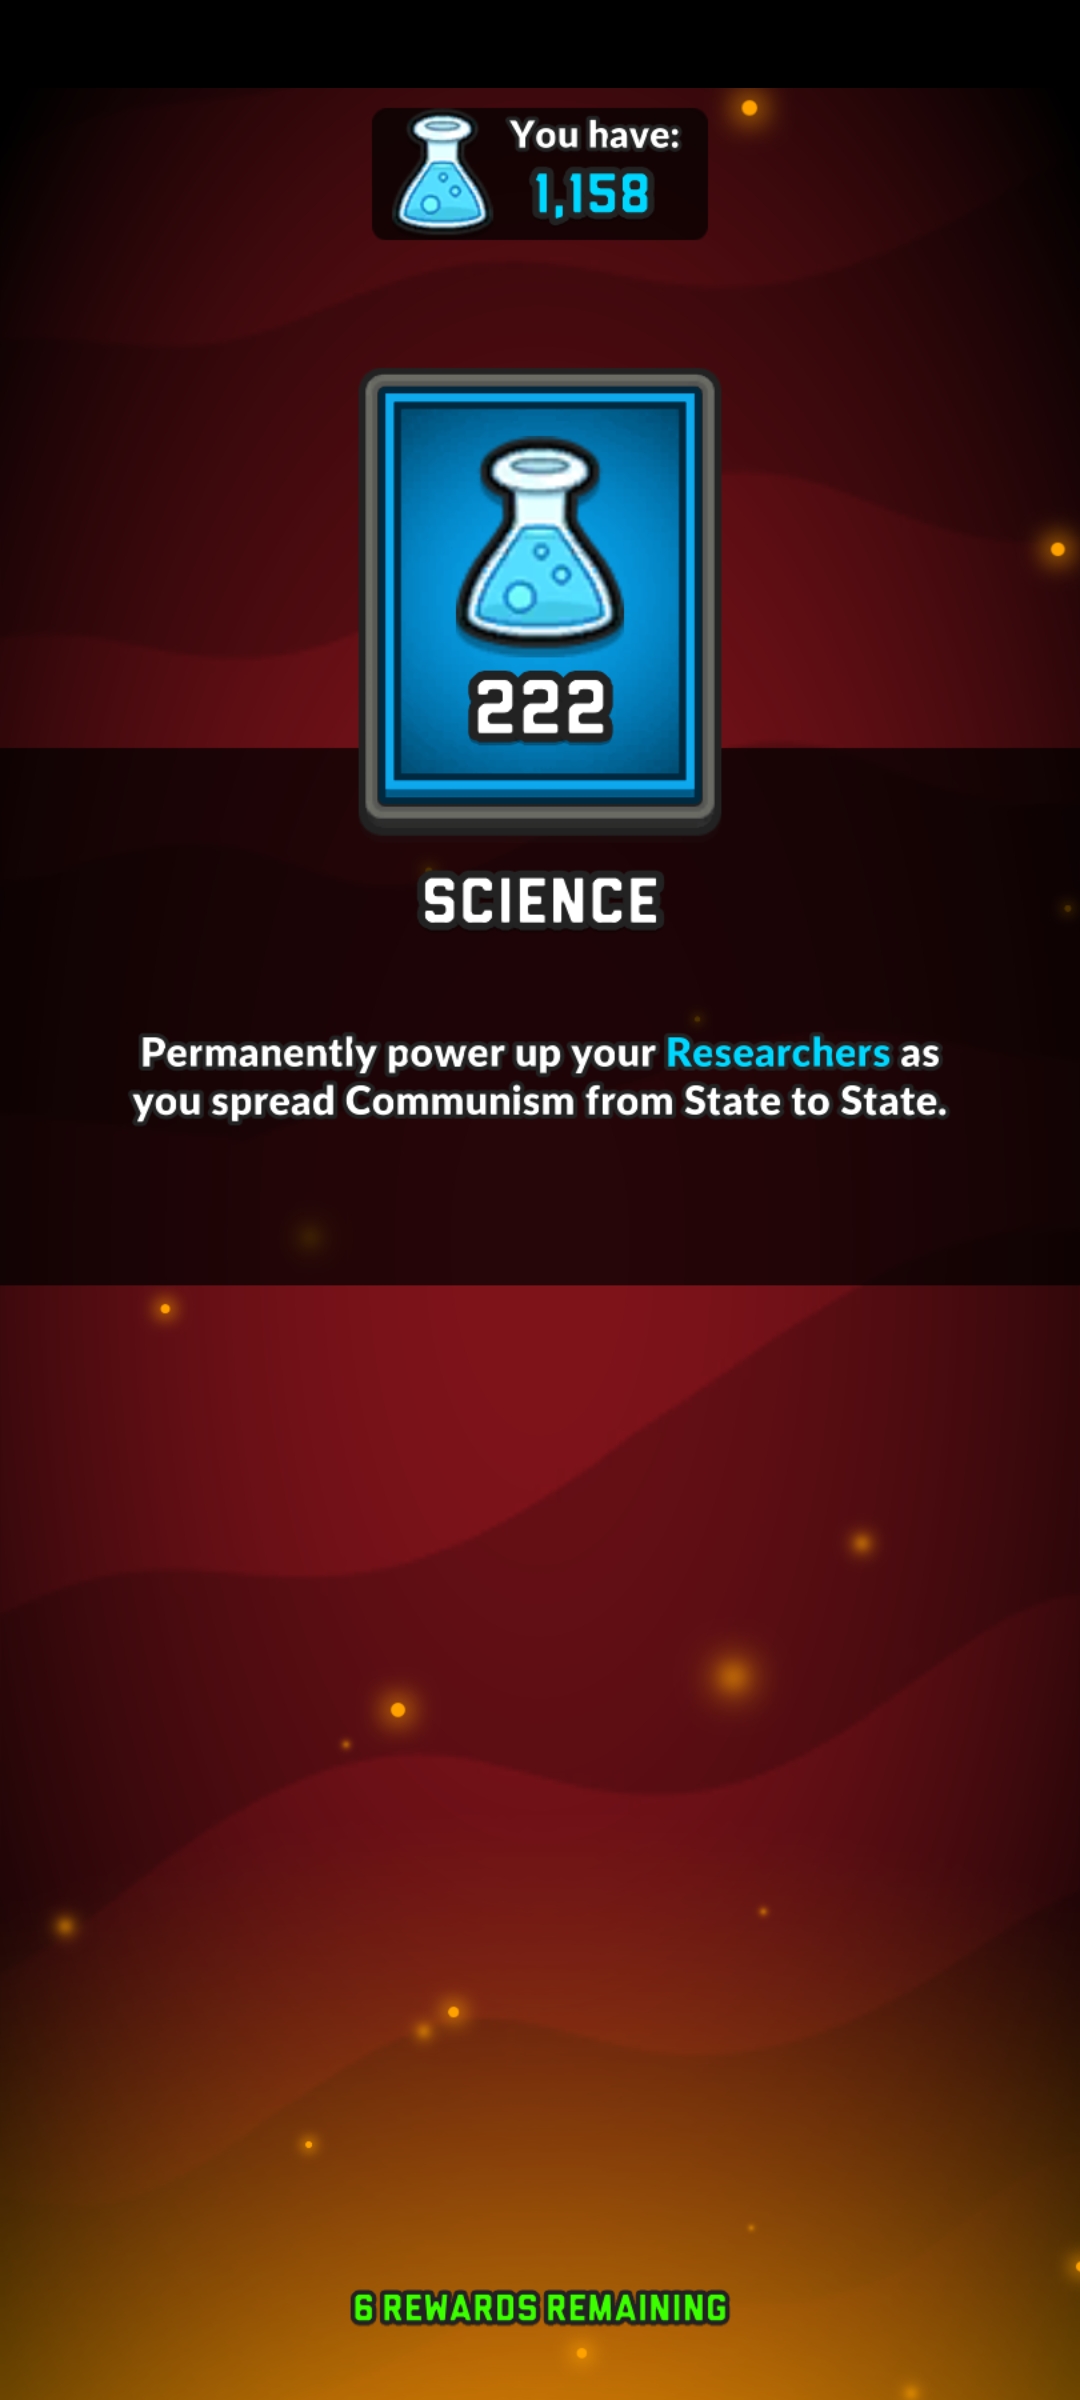 You have:
1,158
222
SCIENCE
Permanently power up your Researchers as
you spread Communism from State to State.
6 REWARDS REMAINING